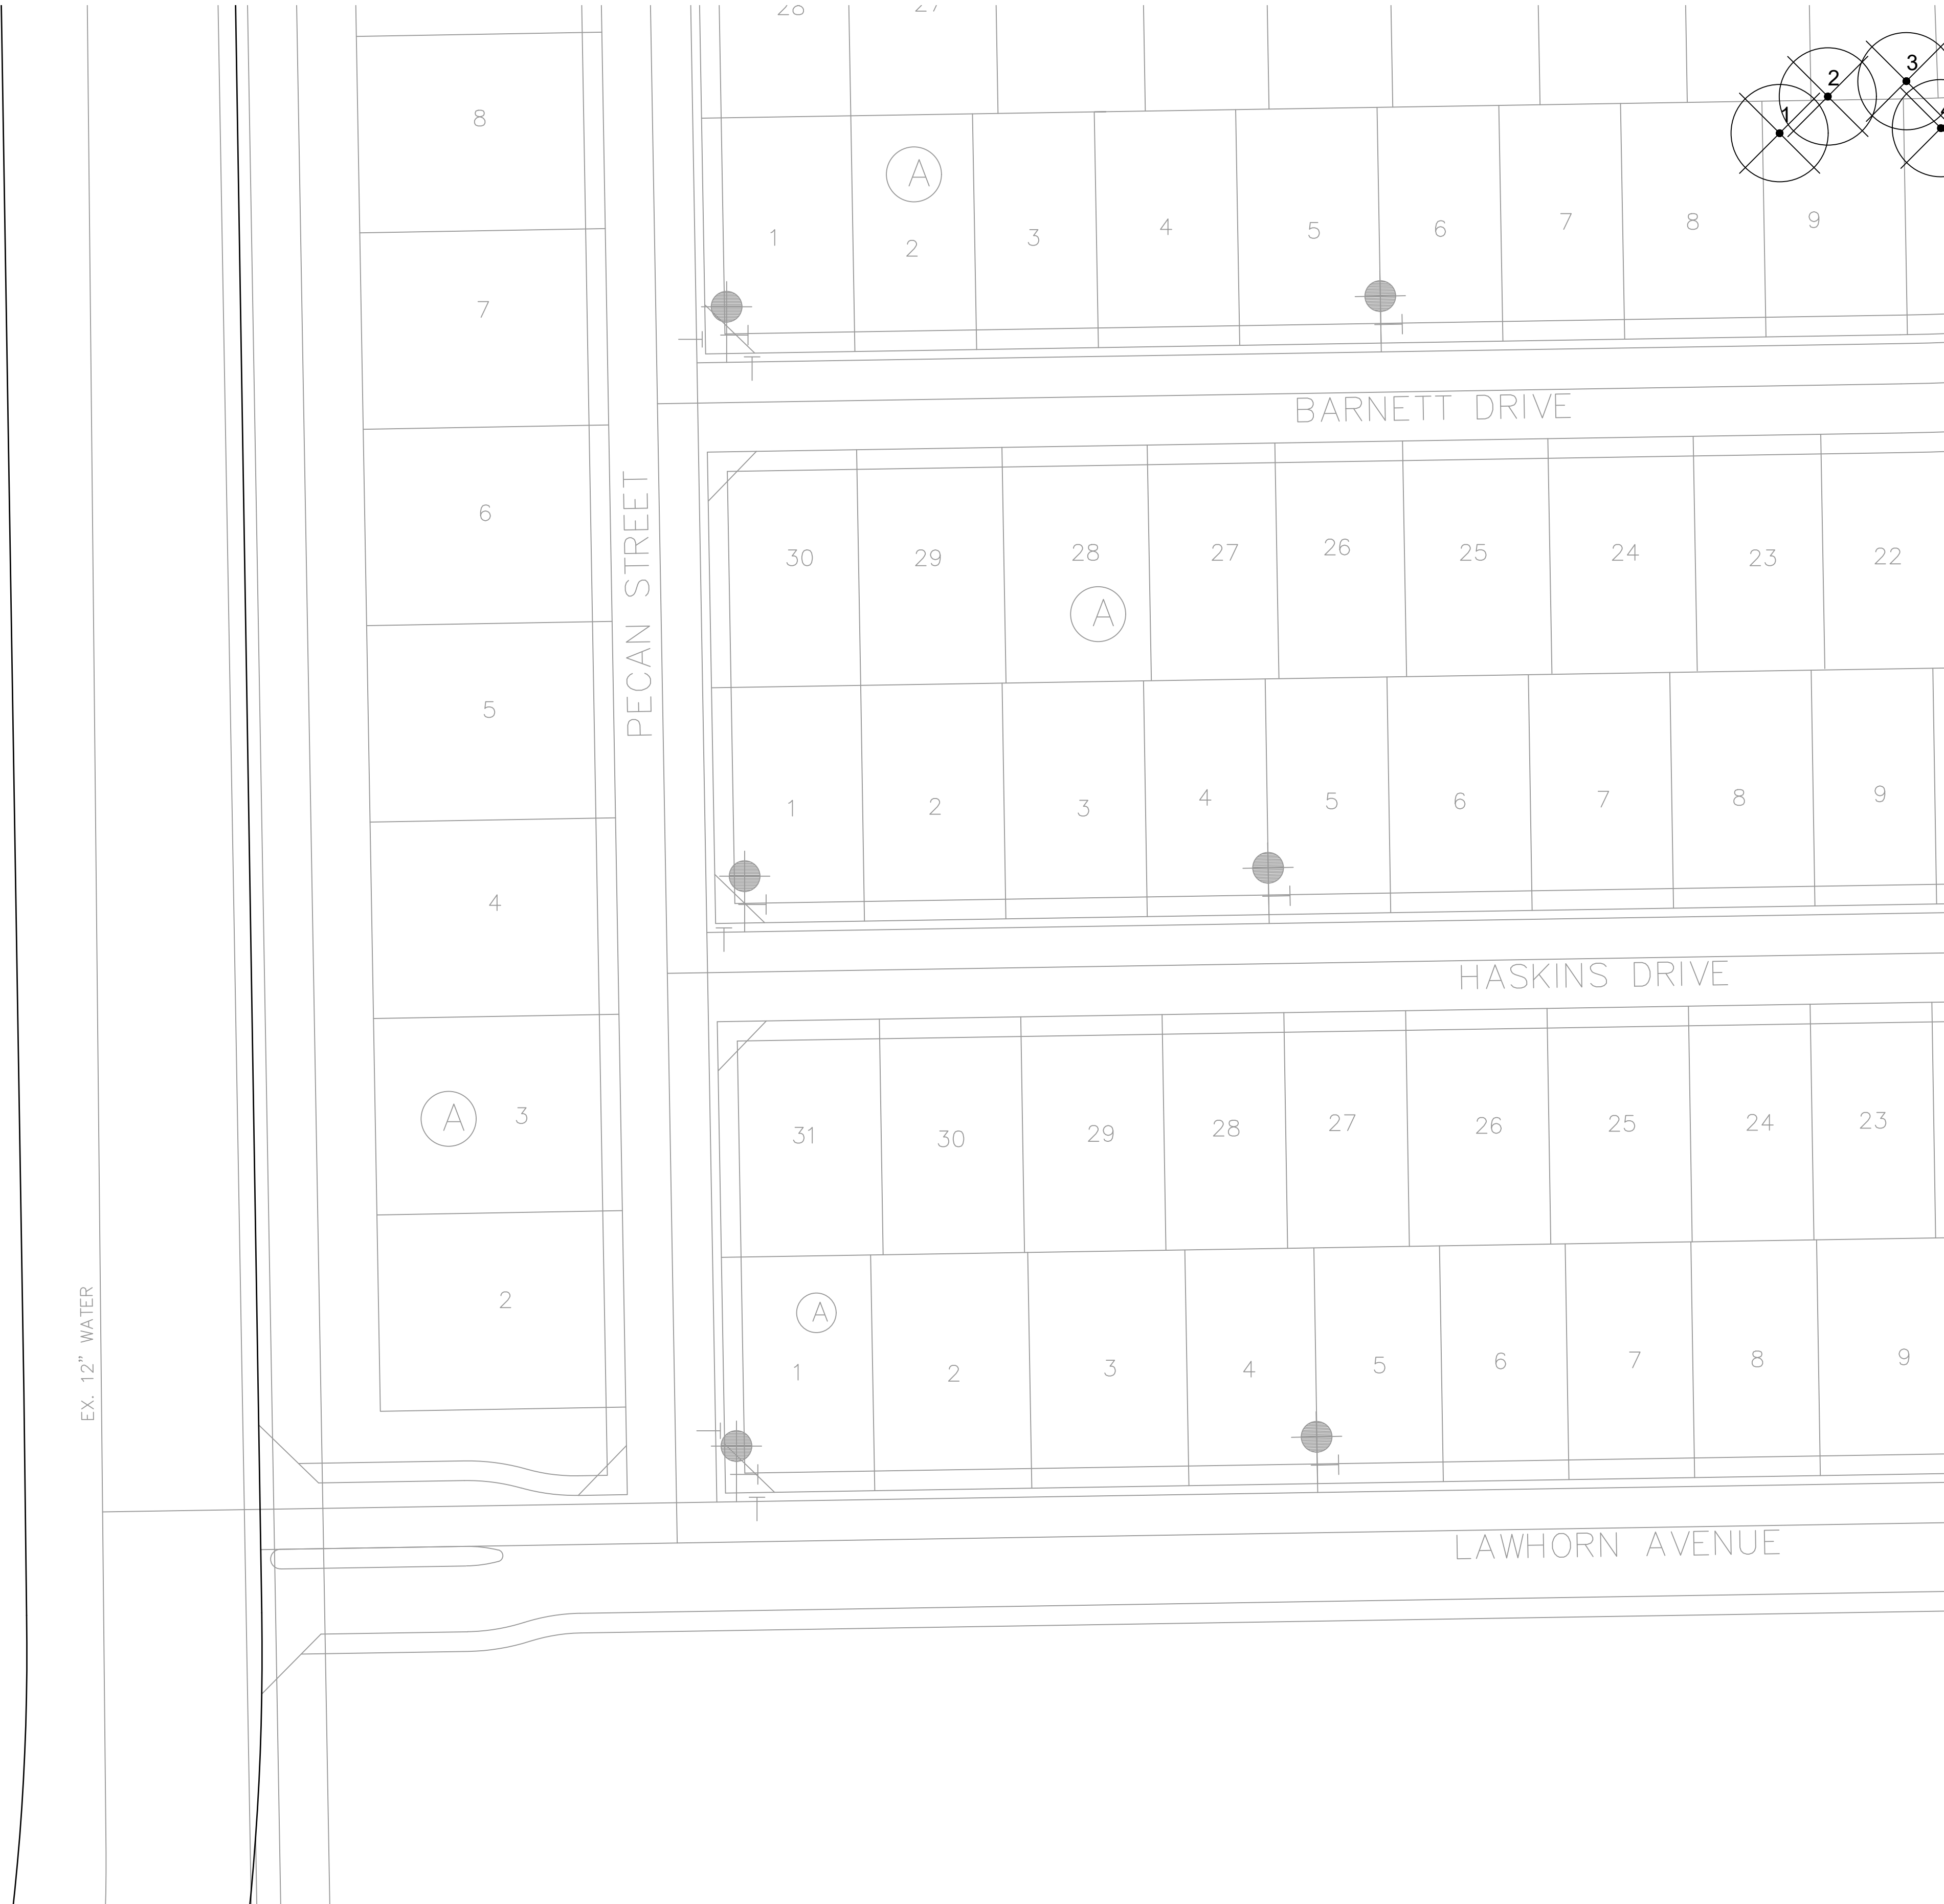 28 27
3
2
1
8
A
1 2 3 4 5 6 7 8 9
7
BARNETT DRIVE
PECAN STREET
6
30 29 28 27 26 25 24 23 22
A
5
1 2 3 4 5 6 7 8 9
4
HASKINS DRIVE
A 3
31 30 29 28 27 26 25 24 23
2
A
1 2 3 4 5 6 7 8 9
EX. 12" WATER
LAWHORN AVENUE